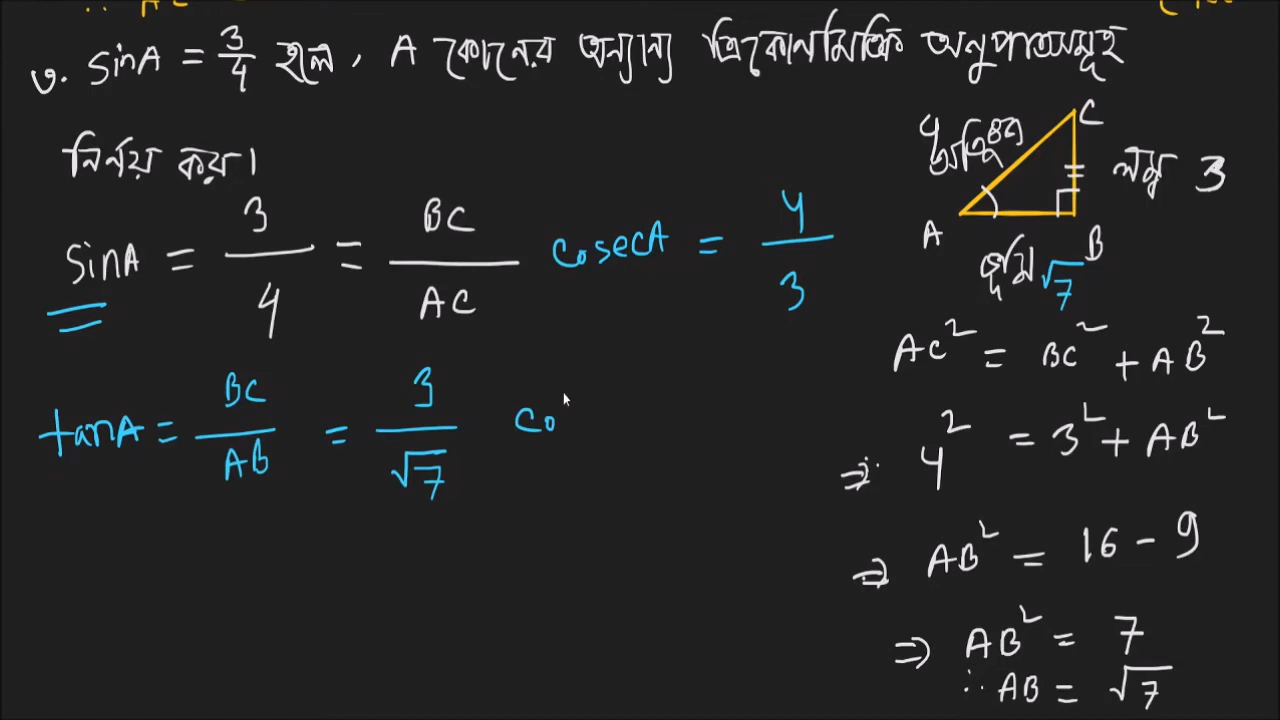 ৩. sinA = 3/4 হলে, A কোনের অন্যান্য ত্রিকোনমিতিক অনুপাতসমূহ
নির্নয় কর।
sinA = 3/4 = BC/AC cosecA = 4/3
tanA = BC/AB = 3/√7 co
C
4 অতিভুজ লম্ব 3
A B
ভূমি √7
AC² = BC² + AB²
⇒ 4² = 3² + AB²
⇒ AB² = 16 - 9
⇒ AB² = 7
∴ AB = √7